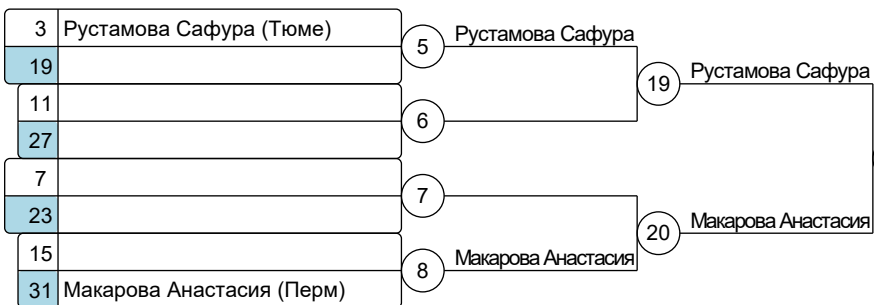 3 Рустамова Сафура (Тюме)
19
11
27
7
23
15
31 Макарова Анастасия (Перм)
5
6
7
8
Рустамова Сафура
Макарова Анастасия
19
20
Рустамова Сафура
Макарова Анастасия